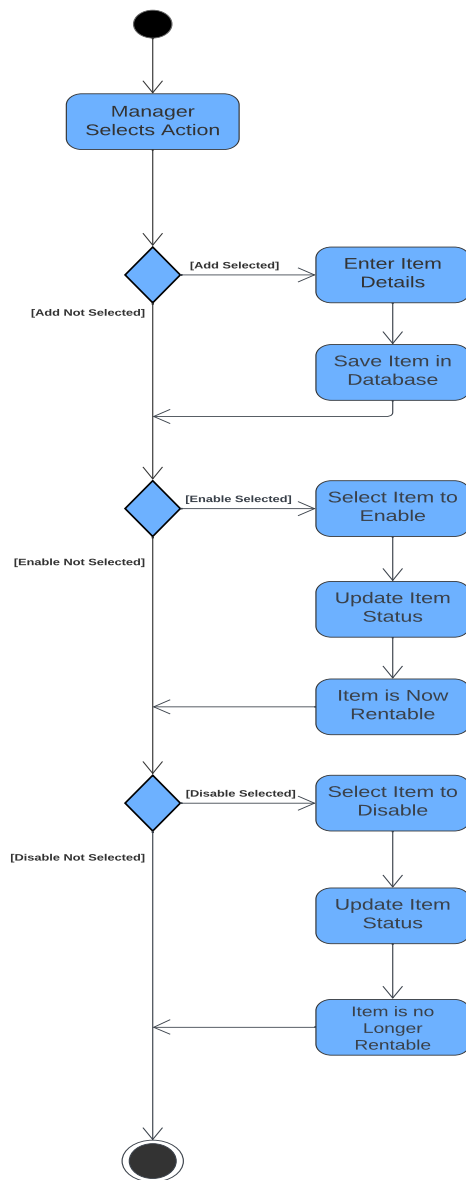 Manager
Selects Action
[Add Selected]
Enter Item
Details
[Add Not Selected]
Save Item in
Database
[Enable Selected]
Select Item to
Enable
[Enable Not Selected]
Update Item
Status
Item is Now
Rentable
[Disable Selected]
Select Item to
Disable
[Disable Not Selected]
Update Item
Status
Item is no
Longer
Rentable